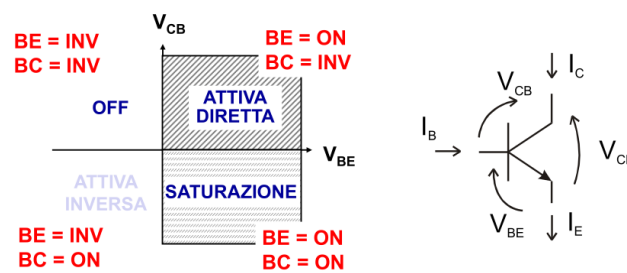 V_CB
BE = INV
BC = INV
BE = ON
BC = INV
OFF
ATTIVA
DIRETTA
V_BE
ATTIVA
INVERSA
SATURAZIONE
BE = INV
BC = ON
BE = ON
BC = ON
I_C
V_CB
I_B
V_BE
I_E